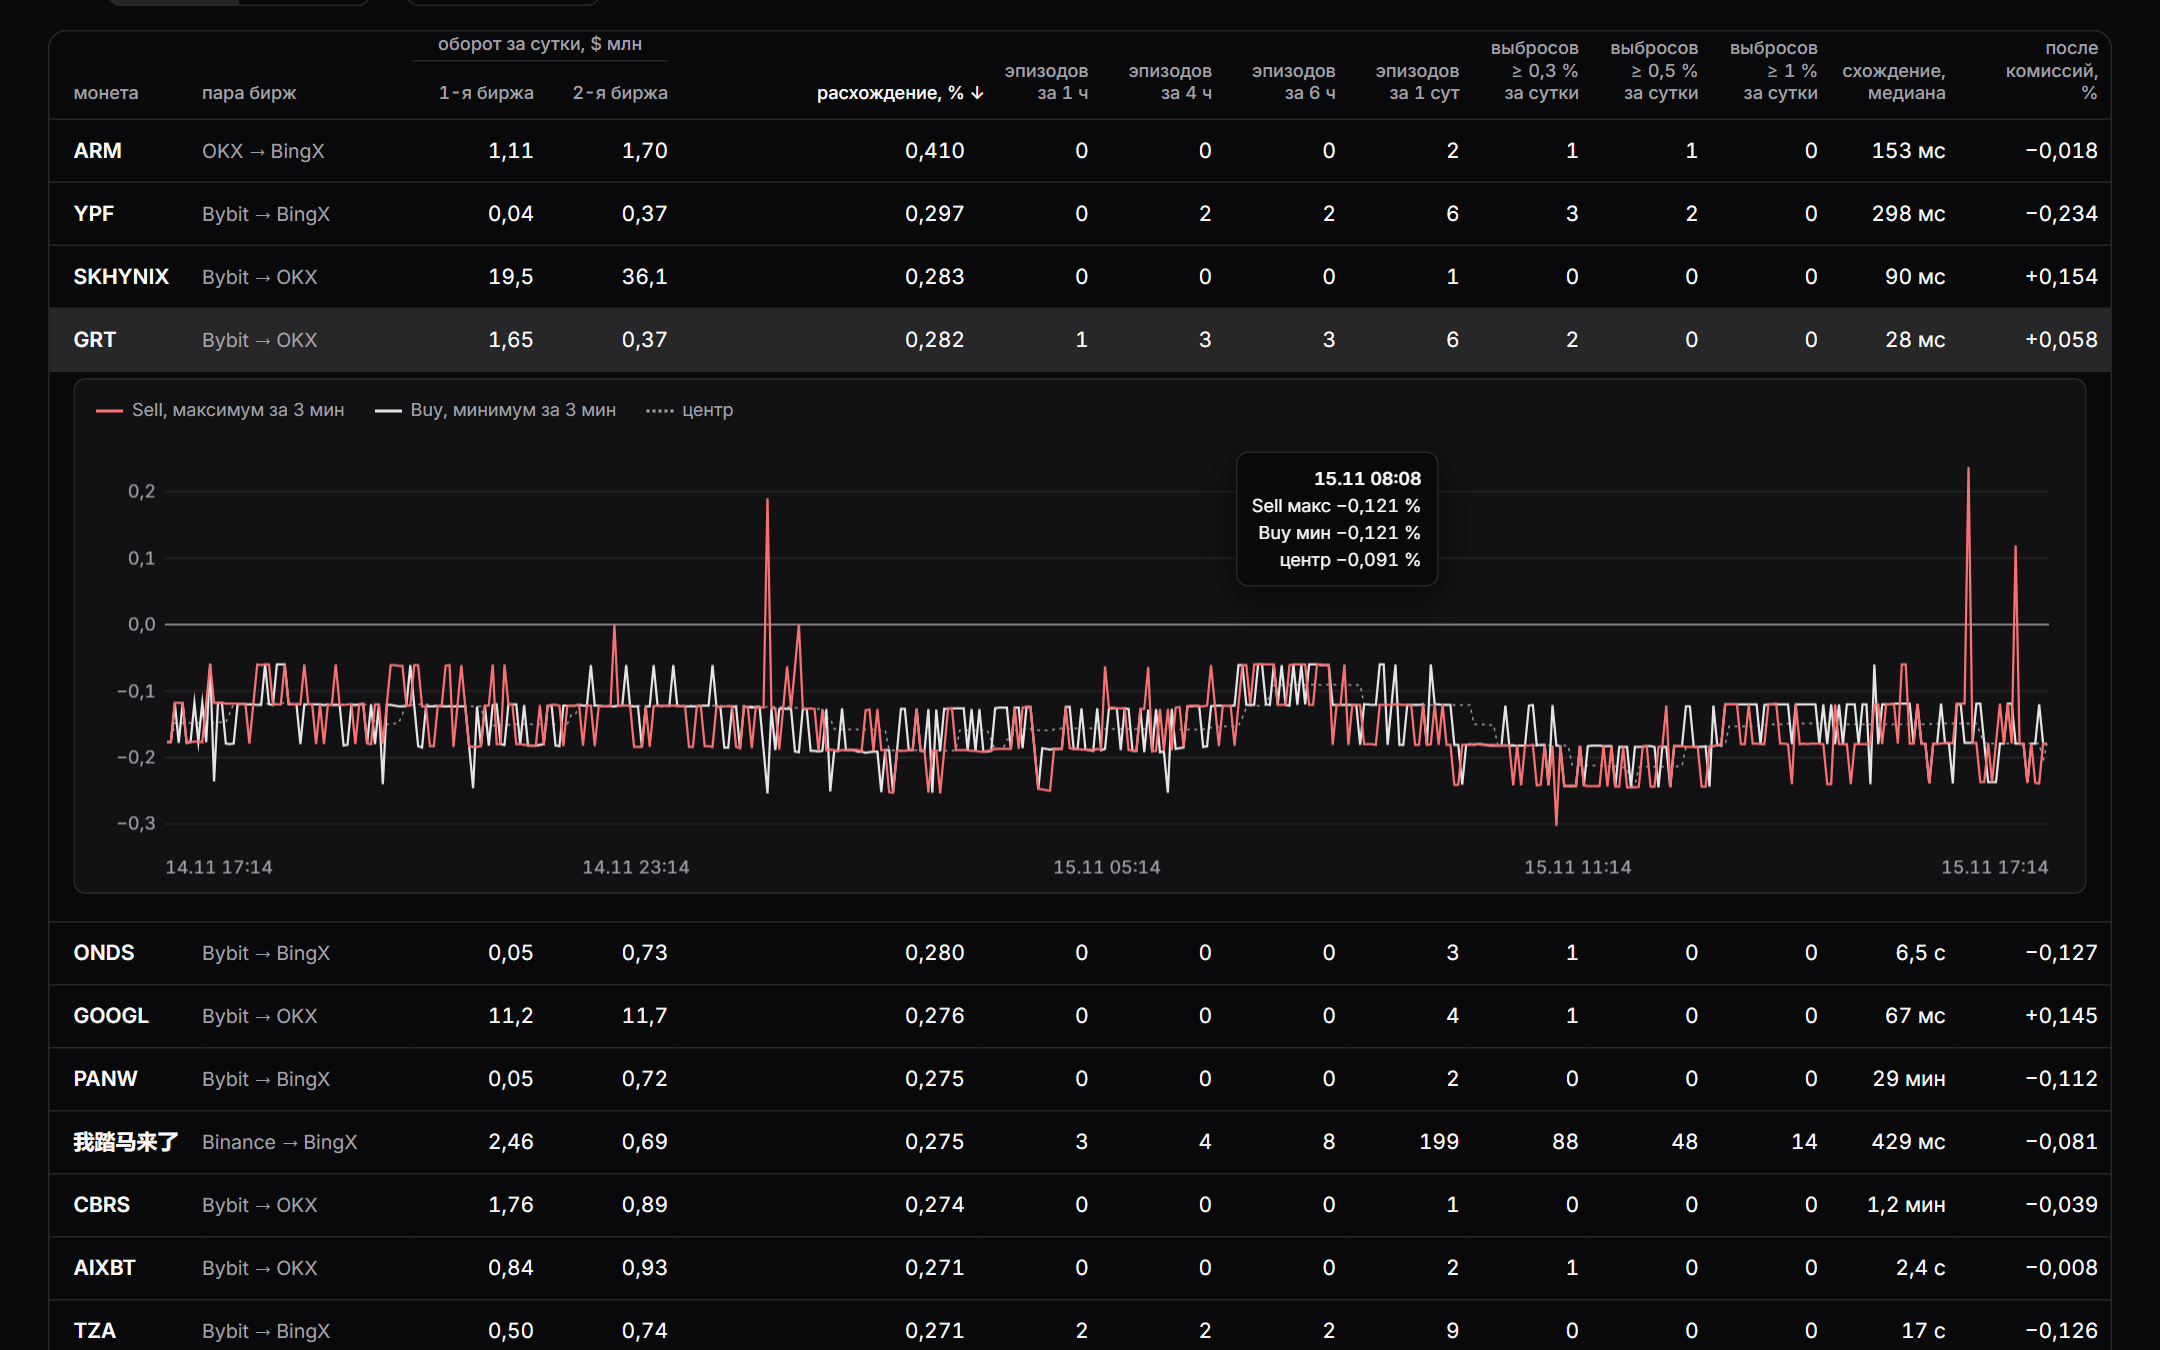 оборот за сутки, $ млн
монета пара бирж 1-я биржа 2-я биржа расхождение, % ↓ эпизодов за 1 ч эпизодов за 4 ч эпизодов за 6 ч эпизодов за 1 сут выбросов ≥ 0,3 % за сутки выбросов ≥ 0,5 % за сутки выбросов ≥ 1 % за сутки схождение, медиана после комиссий, %
ARM OKX → BingX 1,11 1,70 0,410 0 0 0 2 1 1 0 153 мс −0,018
YPF Bybit → BingX 0,04 0,37 0,297 0 2 2 6 3 2 0 298 мс −0,234
SKHYNIX Bybit → OKX 19,5 36,1 0,283 0 0 0 1 0 0 0 90 мс +0,154
GRT Bybit → OKX 1,65 0,37 0,282 1 3 3 6 2 0 0 28 мс +0,058
Sell, максимум за 3 мин Buy, минимум за 3 мин центр
15.11 08:08
Sell макс −0,121 %
Buy мин −0,121 %
центр −0,091 %
0,2
0,1
0,0
−0,1
−0,2
−0,3
14.11 17:14 14.11 23:14 15.11 05:14 15.11 11:14 15.11 17:14
ONDS Bybit → BingX 0,05 0,73 0,280 0 0 0 3 1 0 0 6,5 с −0,127
GOOGL Bybit → OKX 11,2 11,7 0,276 0 0 0 4 1 0 0 67 мс +0,145
PANW Bybit → BingX 0,05 0,72 0,275 0 0 0 2 0 0 0 29 мин −0,112
我踏马来了 Binance → BingX 2,46 0,69 0,275 3 4 8 199 88 48 14 429 мс −0,081
CBRS Bybit → OKX 1,76 0,89 0,274 0 0 0 1 0 0 0 1,2 мин −0,039
AIXBT Bybit → OKX 0,84 0,93 0,271 0 0 0 2 1 0 0 2,4 с −0,008
TZA Bybit → BingX 0,50 0,74 0,271 2 2 2 9 0 0 0 17 с −0,126